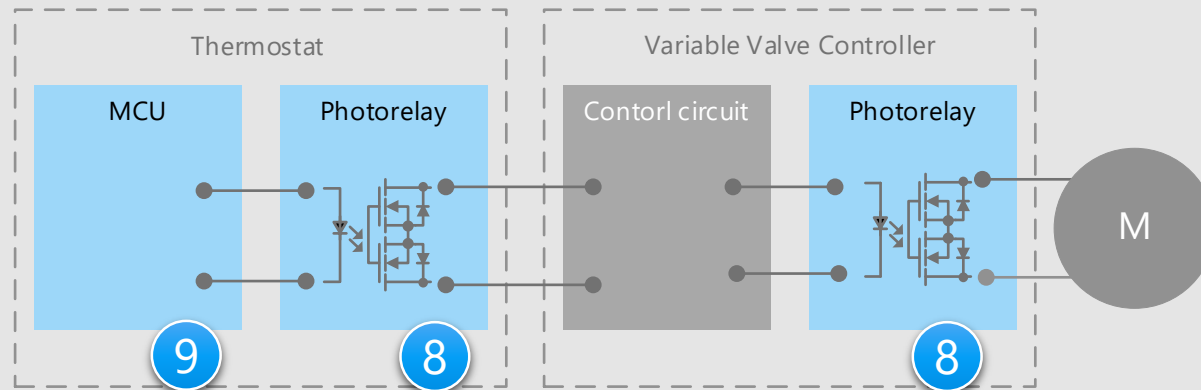 Thermostat
Variable Valve Controller
MCU
Photorelay
Contorl circuit
Photorelay
M
9
8
8